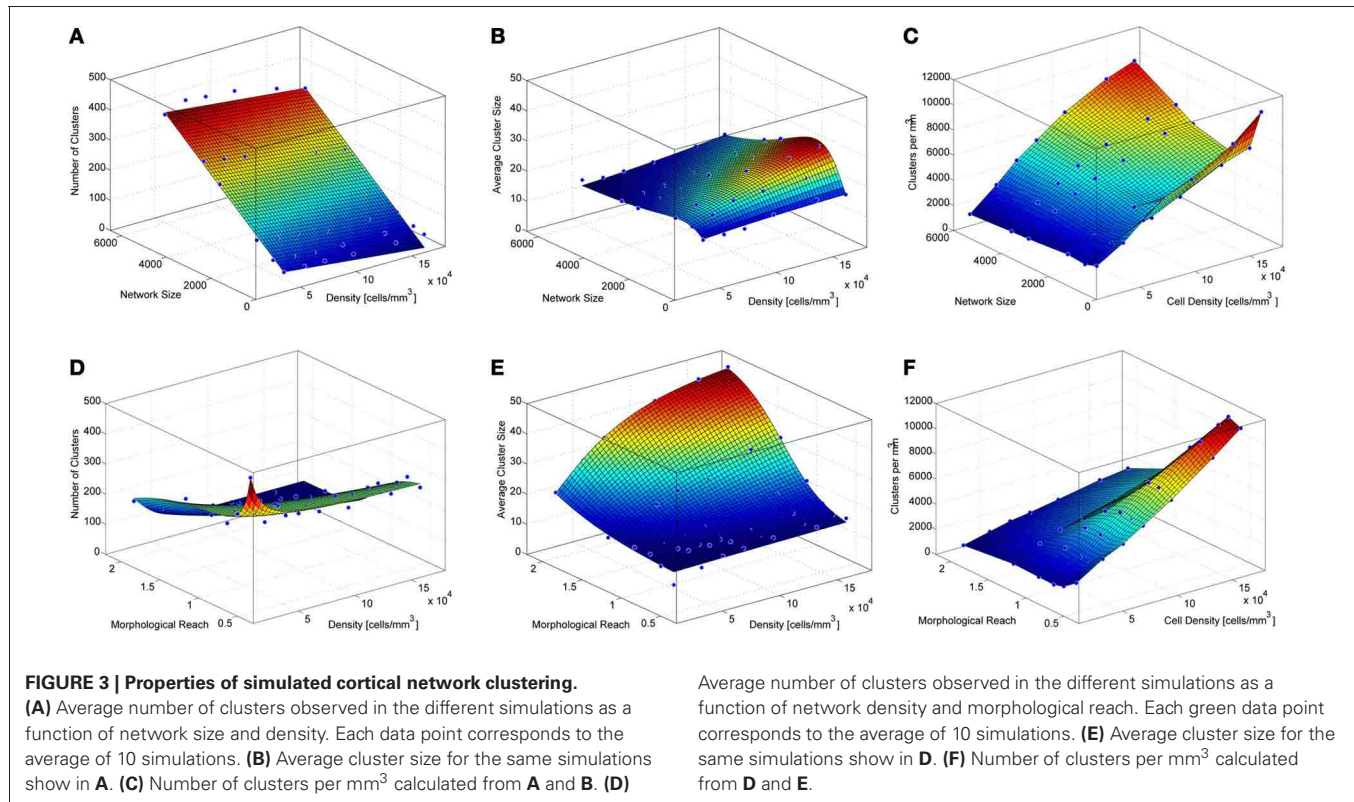 A
500
400
300
200
100
0
Number of Clusters
6000
4000
2000
0
Network Size
5
10
15
x 10^4
Density [cells/mm^3 ]
B
50
40
30
20
10
0
Average Cluster Size
6000
4000
2000
0
Network Size
5
10
15
x 10^4
Density [cells/mm^3 ]
C
12000
10000
8000
6000
4000
2000
0
Clusters per mm^3
6000
4000
2000
0
Network Size
5
10
15
x 10^4
Cell Density [cells/mm^3 ]
D
500
400
300
200
100
0
Number of Clusters
2
1.5
1
0.5
Morphological Reach
5
10
15
x 10^4
Density [cells/mm^3 ]
E
50
40
30
20
10
0
Average Cluster Size
2
1.5
1
0.5
Morphological Reach
5
10
15
x 10^4
Density [cells/mm^3 ]
F
12000
10000
8000
6000
4000
2000
0
Clusters per mm^3
2
1.5
1
0.5
Morphological Reach
5
10
15
x 10^4
Cell Density [cells/mm^3 ]
FIGURE 3 | Properties of simulated cortical network clustering.
(A) Average number of clusters observed in the different simulations as a
function of network size and density. Each data point corresponds to the
average of 10 simulations. (B) Average cluster size for the same simulations
show in A. (C) Number of clusters per mm³ calculated from A and B. (D)
Average number of clusters observed in the different simulations as a
function of network density and morphological reach. Each green data point
corresponds to the average of 10 simulations. (E) Average cluster size for the
same simulations show in D. (F) Number of clusters per mm³ calculated
from D and E.